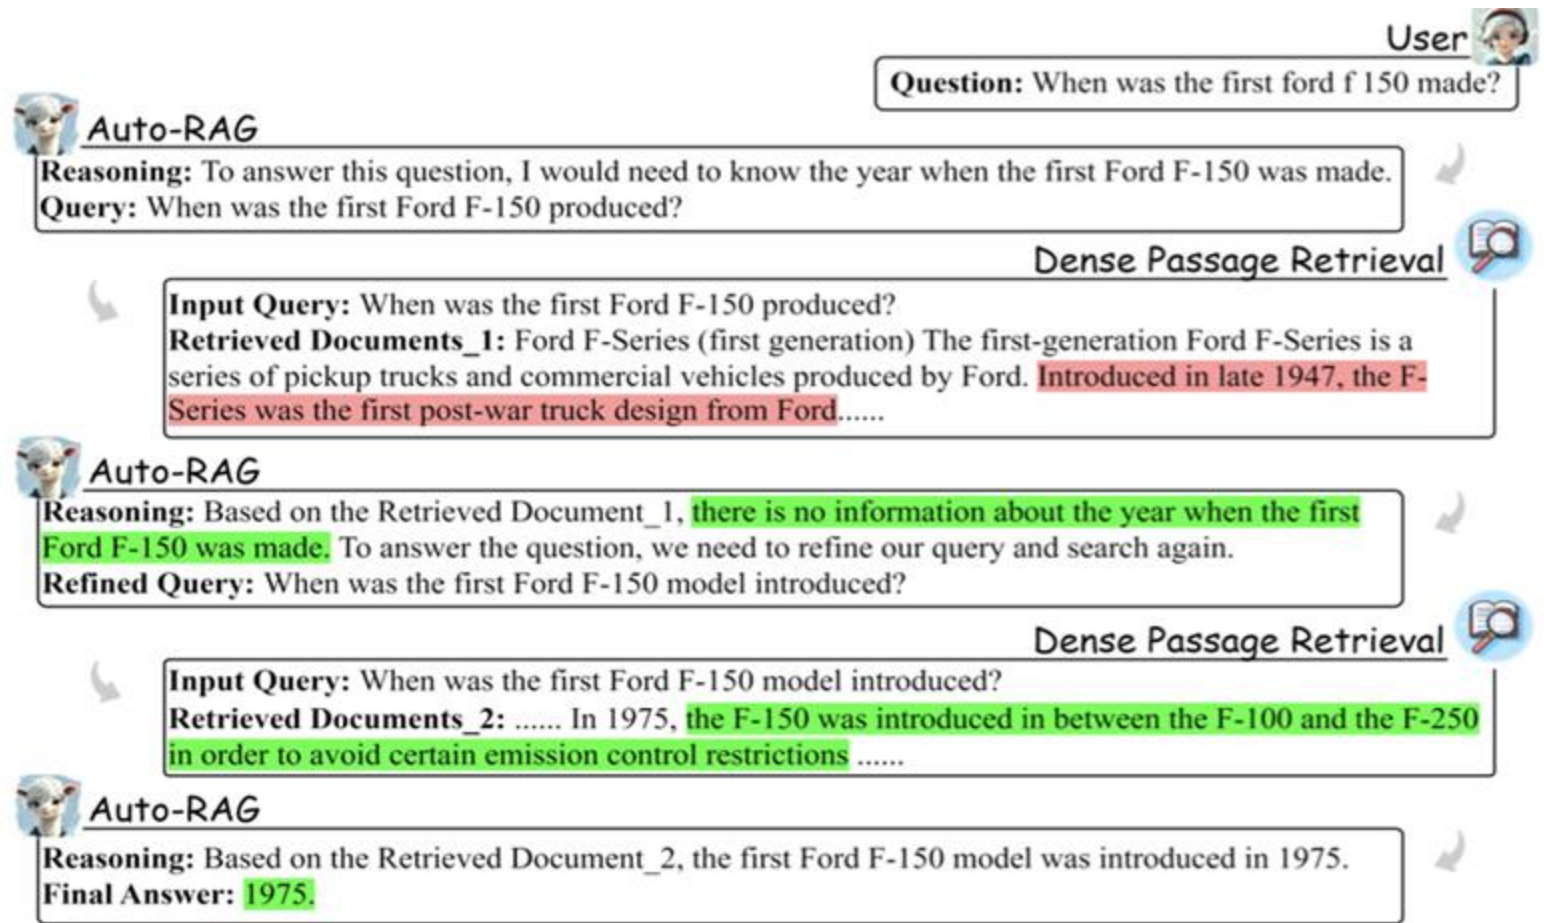 User
Question: When was the first ford f 150 made?
Auto-RAG
Reasoning: To answer this question, I would need to know the year when the first Ford F-150 was made.
Query: When was the first Ford F-150 produced?
Dense Passage Retrieval
Input Query: When was the first Ford F-150 produced?
Retrieved Documents_1: Ford F-Series (first generation) The first-generation Ford F-Series is a
series of pickup trucks and commercial vehicles produced by Ford. Introduced in late 1947, the F-
Series was the first post-war truck design from Ford......
Auto-RAG
Reasoning: Based on the Retrieved Document_1, there is no information about the year when the first
Ford F-150 was made. To answer the question, we need to refine our query and search again.
Refined Query: When was the first Ford F-150 model introduced?
Dense Passage Retrieval
Input Query: When was the first Ford F-150 model introduced?
Retrieved Documents_2: ...... In 1975, the F-150 was introduced in between the F-100 and the F-250
in order to avoid certain emission control restrictions ......
Auto-RAG
Reasoning: Based on the Retrieved Document_2, the first Ford F-150 model was introduced in 1975.
Final Answer: 1975.